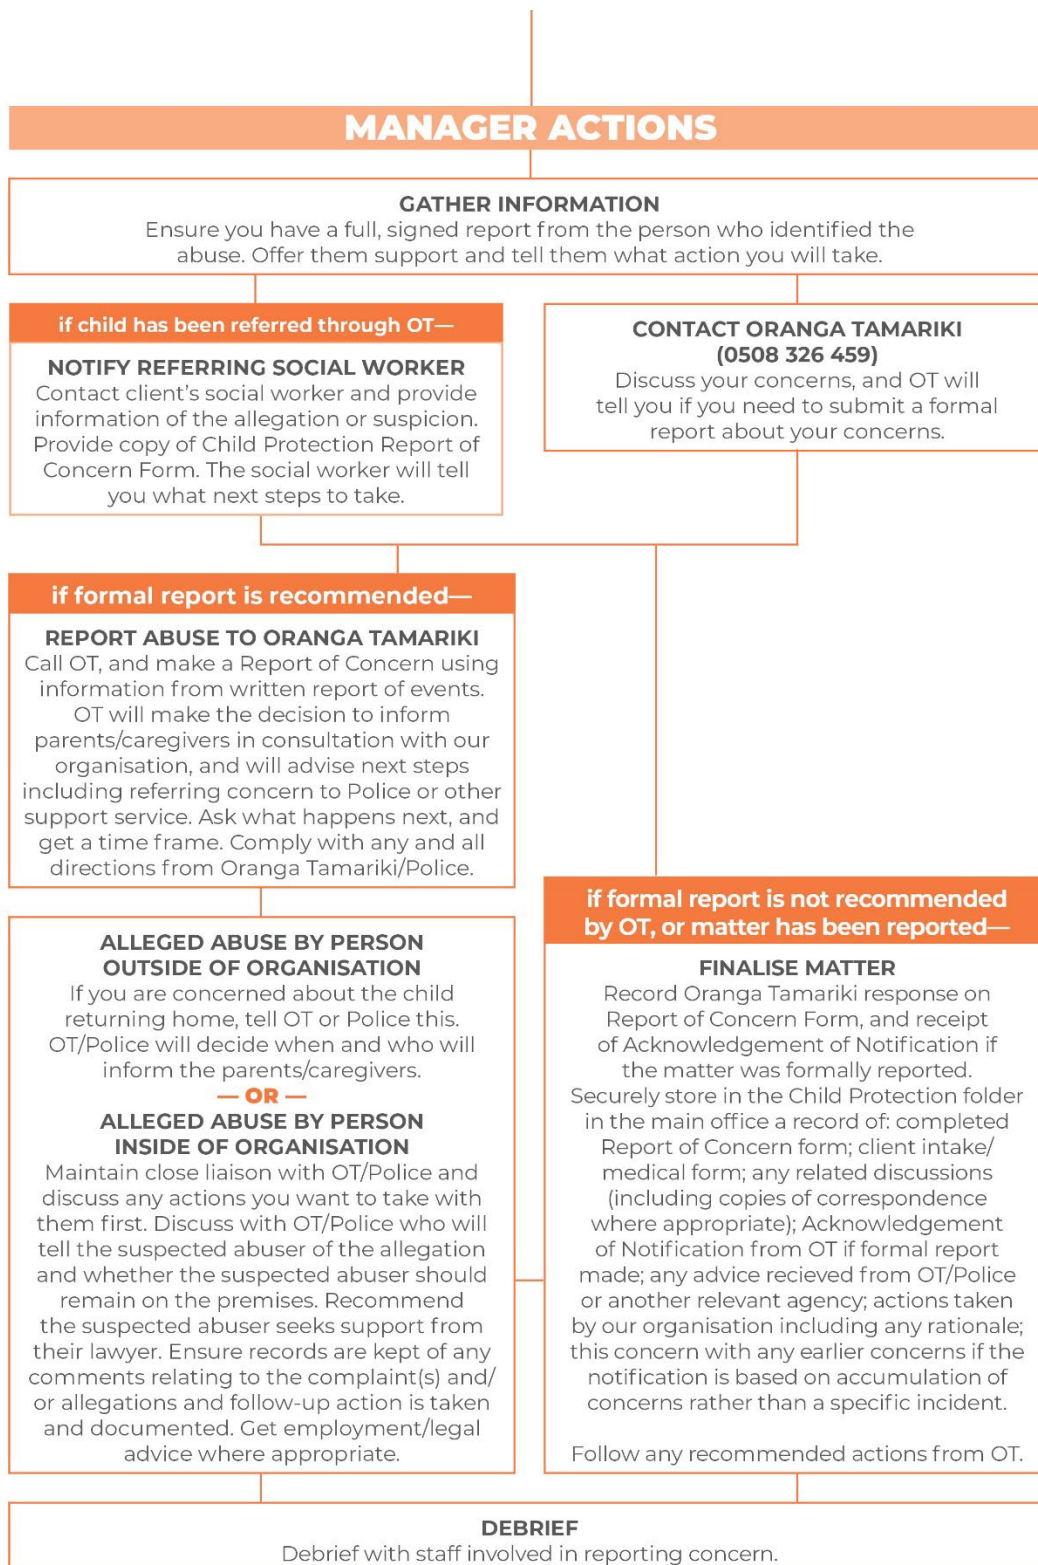 MANAGER ACTIONS
GATHER INFORMATION
Ensure you have a full, signed report from the person who identified the
abuse. Offer them support and tell them what action you will take.
if child has been referred through OT—
NOTIFY REFERRING SOCIAL WORKER
Contact client's social worker and provide
information of the allegation or suspicion.
Provide copy of Child Protection Report of
Concern Form. The social worker will tell
you what next steps to take.
CONTACT ORANGA TAMARIKI
(0508 326 459)
Discuss your concerns, and OT will
tell you if you need to submit a formal
report about your concerns.
if formal report is recommended—
REPORT ABUSE TO ORANGA TAMARIKI
Call OT, and make a Report of Concern using
information from written report of events.
OT will make the decision to inform
parents/caregivers in consultation with our
organisation, and will advise next steps
including referring concern to Police or other
support service. Ask what happens next, and
get a time frame. Comply with any and all
directions from Oranga Tamariki/Police.
ALLEGED ABUSE BY PERSON
OUTSIDE OF ORGANISATION
If you are concerned about the child
returning home, tell OT or Police this.
OT/Police will decide when and who will
inform the parents/caregivers.
— OR —
ALLEGED ABUSE BY PERSON
INSIDE OF ORGANISATION
Maintain close liaison with OT/Police and
discuss any actions you want to take with
them first. Discuss with OT/Police who will
tell the suspected abuser of the allegation
and whether the suspected abuser should
remain on the premises. Recommend
the suspected abuser seeks support from
their lawyer. Ensure records are kept of any
comments relating to the complaint(s) and/
or allegations and follow-up action is taken
and documented. Get employment/legal
advice where appropriate.
if formal report is not recommended
by OT, or matter has been reported—
FINALISE MATTER
Record Oranga Tamariki response on
Report of Concern Form, and receipt
of Acknowledgement of Notification if
the matter was formally reported.
Securely store in the Child Protection folder
in the main office a record of: completed
Report of Concern form; client intake/
medical form; any related discussions
(including copies of correspondence
where appropriate); Acknowledgement
of Notification from OT if formal report
made; any advice recieved from OT/Police
or another relevant agency; actions taken
by our organisation including any rationale;
this concern with any earlier concerns if the
notification is based on accumulation of
concerns rather than a specific incident.
Follow any recommended actions from OT.
DEBRIEF
Debrief with staff involved in reporting concern.